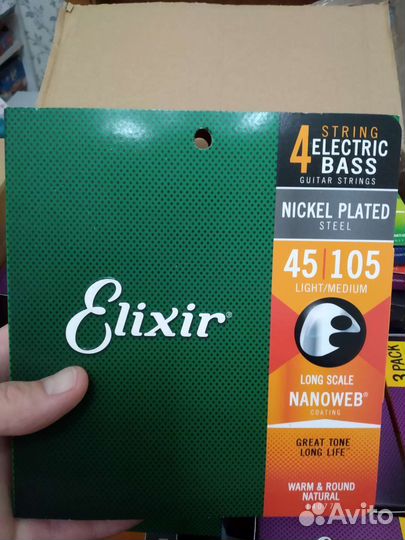 4 STRING
ELECTRIC
BASS
GUITAR STRINGS
NICKEL PLATED
STEEL
45|105
LIGHT/MEDIUM
Elixir®
LONG SCALE
NANOWEB®
COATING
GREAT TONE
LONG LIFE™
WARM & ROUND
NATURAL
3 PACK
Avito